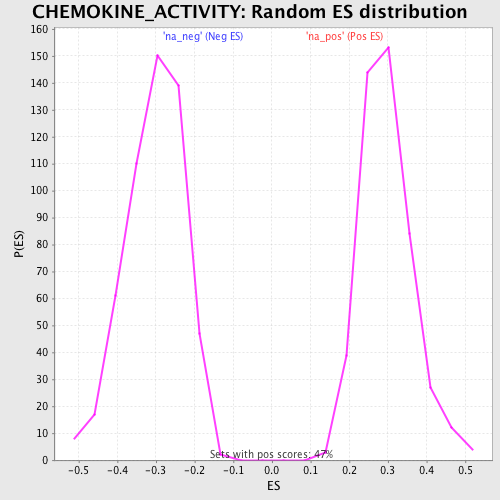 CHEMOKINE_ACTIVITY: Random ES distribution
'na_neg' (Neg ES)
'na_pos' (Pos ES)
160
150
140
130
120
110
100
90
80
70
60
50
40
30
20
10
0
P(ES)
Sets with pos scores: 47%
-0.5 -0.4 -0.3 -0.2 -0.1 0.0 0.1 0.2 0.3 0.4 0.5
ES